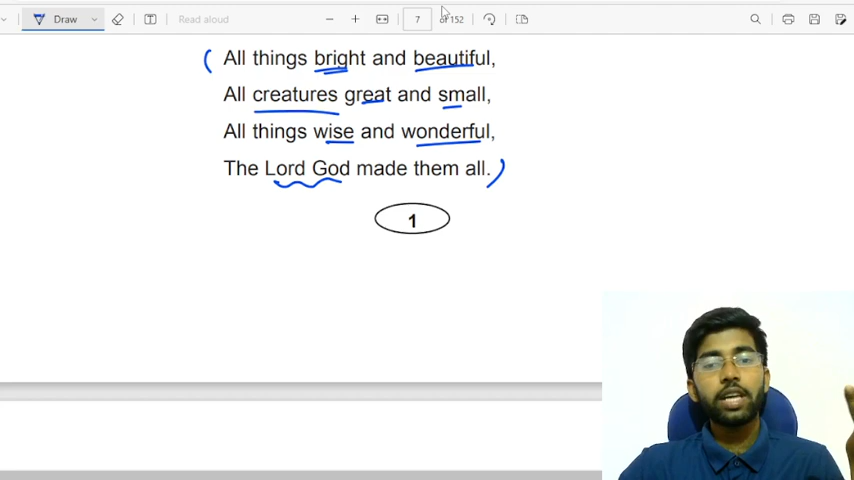 Draw
Read aloud
7
of 152
All things bright and beautiful,
All creatures great and small,
All things wise and wonderful,
The Lord God made them all.
1